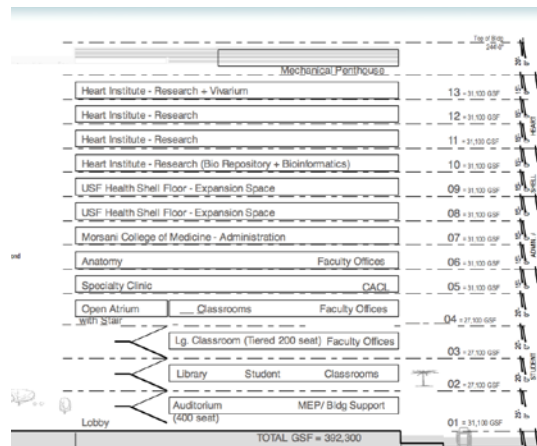 Top of Bldg
244'-0"
Mechanical Penthouse
Heart Institute - Research + Vivarium 13 = 31,100 GSF
Heart Institute - Research 12 = 31,100 GSF
Heart Institute - Research 11 = 31,100 GSF
HEART
Heart Institute - Research (Bio Repository + Bioinformatics) 10 = 31,100 GSF
USF Health Shell Floor - Expansion Space 09 = 31,100 GSF
SHELL
USF Health Shell Floor - Expansion Space 08 = 31,100 GSF
Morsani College of Medicine - Administration 07 = 31,100 GSF
ADMIN. /
Anatomy Faculty Offices 06 = 31,100 GSF
Specialty Clinic CACL 05 = 31,100 GSF
Open Atrium Classrooms Faculty Offices
with Stair 04 = 27,100 GSF
Lg. Classroom (Tiered 200 seat) Faculty Offices
03 = 27,100 GSF
STUDENT
Library Student Classrooms
02 = 27,100 GSF
Auditorium MEP/ Bldg Support
(400 seat)
Lobby 01 = 31,100 GSF
TOTAL GSF = 392,300